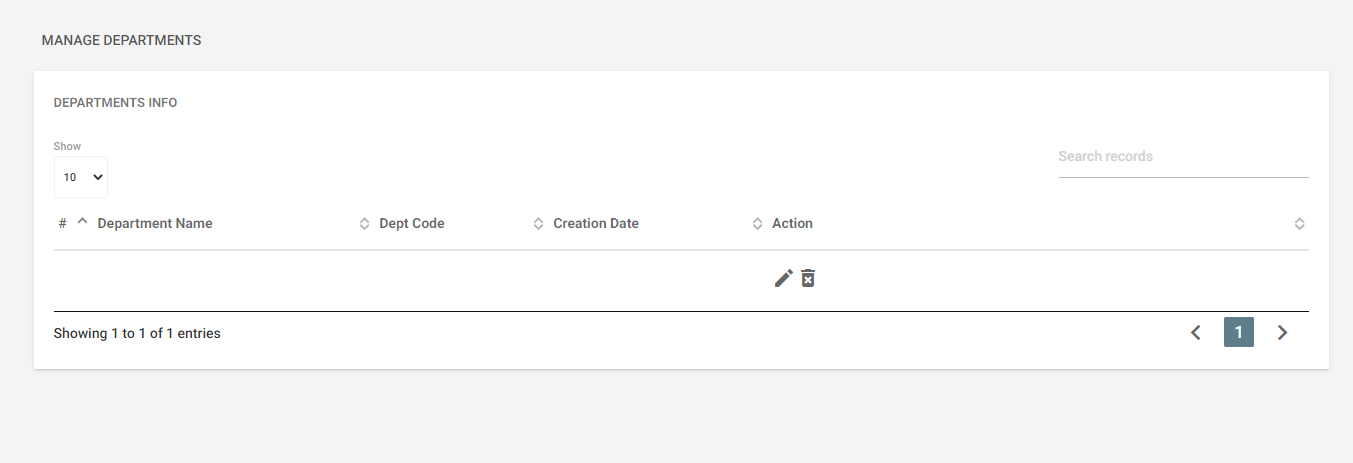 MANAGE DEPARTMENTS
DEPARTMENTS INFO
Show
10
Search records
# Department Name Dept Code Creation Date Action
Showing 1 to 1 of 1 entries
1